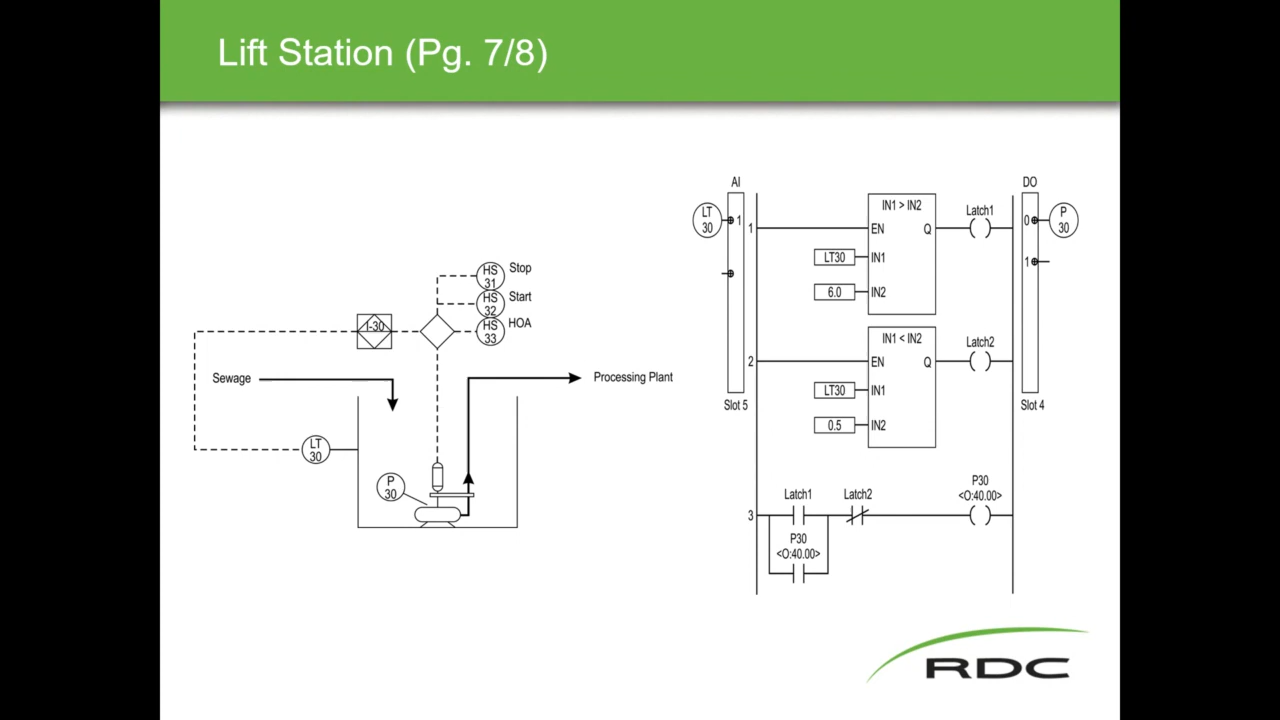 Lift Station (Pg. 7/8)
HS
31
Stop
HS
32
Start
HS
33
HOA
I-30
Sewage
Processing Plant
LT
30
P
30
AI
DO
LT
30
1
1
IN1 > IN2
EN
Q
Latch1
0
P
30
LT30
IN1
6.0
IN2
1
IN1 < IN2
2
EN
Q
Latch2
LT30
IN1
0.5
IN2
Slot 5
Slot 4
3
Latch1
Latch2
P30
<O:40.00>
P30
<O:40.00>
RDC